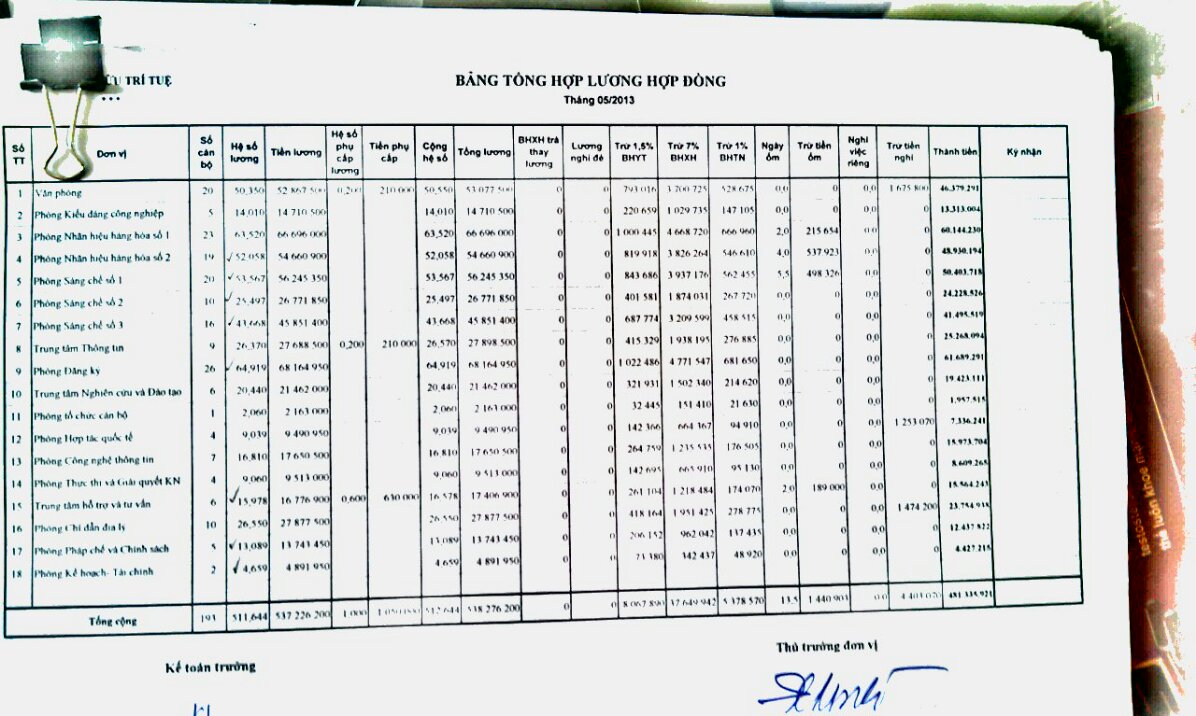 TRÍ TUỆ
BẢNG TỔNG HỢP LƯƠNG HỢP ĐỒNG
Tháng 05/2013
Số TT Đơn vị Số cán bộ Hệ số lương Tiền lương Hệ số phụ cấp lương Tiền phụ cấp Cộng hệ số Tổng lương BHXH trả thay lương Lương nghỉ đẻ Trừ 1,5% BHYT Trừ 7% BHXH Trừ 1% BHTN Ngày ốm Trừ tiền ốm Nghỉ việc riêng Trừ tiền nghỉ Thành tiền Ký nhận
1 Văn phòng 20 50,350 52 867 500 0,200 210 000 50,550 53 077 500 0 0 793 016 3 700 725 528 675 0,0 0 0,0 1 675 800 46.379.291
2 Phòng Kiểu dáng công nghiệp 5 14,010 14 710 500 14,010 14 710 500 0 0 220 659 1 029 735 147 105 0,0 0 0,0 13.313.004
3 Phòng Nhãn hiệu hàng hóa số 1 23 63,520 66 696 000 63,520 66 696 000 0 0 1 000 445 4 668 720 666 960 2,0 215 654 0,0 60.144.230
4 Phòng Nhãn hiệu hàng hóa số 2 19 52,058 54 660 900 52,058 54 660 900 0 0 819 918 3 826 264 546 610 4,0 537 923 0,0 48.930.194
5 Phòng Sáng chế số 1 20 53,567 56 245 350 53,567 56 245 350 0 0 843 686 3 937 176 562 455 5,5 498 326 0,0 50.403.718
6 Phòng Sáng chế số 2 10 25,497 26 771 850 25,497 26 771 850 0 0 401 581 1 874 031 267 720 0,0 0 0,0 24.228.526
7 Phòng Sáng chế số 3 16 43,668 45 851 400 43,668 45 851 400 0 0 687 774 3 209 599 458 515 0,0 0 0,0 41.495.519
8 Trung tâm Thông tin 9 26,370 27 688 500 0,200 210 000 26,570 27 898 500 0 0 415 329 1 938 195 276 885 0,0 0 0,0 25.268.094
9 Phòng Đăng ký 26 64,919 68 164 950 64,919 68 164 950 0 0 1 022 486 4 771 547 681 650 0,0 0 0,0 61.689.291
10 Trung tâm Nghiên cứu và Đào tạo 6 20,440 21 462 000 20,440 21 462 000 0 0 321 931 1 502 340 214 620 0,0 0 0,0 19.423.111
11 Phòng tổ chức cán bộ 1 2,060 2 163 000 2,060 2 163 000 0 0 32 445 151 410 21 630 0,0 0 0,0 1.957.515
12 Phòng Hợp tác quốc tế 4 9,039 9 490 950 9,039 9 490 950 0 0 142 366 664 367 94 910 0,0 0 0,0 1 253 070 7.336.241
13 Phòng Công nghệ thông tin 7 16,810 17 650 500 16,810 17 650 500 0 0 264 759 1 235 535 176 505 0,0 0 0,0 15.973.704
14 Phòng Thực thi và Giải quyết KN 4 9,060 9 513 000 9,060 9 513 000 0 0 142 695 665 910 95 130 0,0 0 0,0 8.609.265
15 Trung tâm hỗ trợ và tư vấn 6 15,978 16 776 900 0,600 630 000 16,578 17 406 900 0 0 261 104 1 218 484 174 070 2,0 189 000 0,0 15.564.243
16 Phòng Chỉ dẫn địa lý 10 26,550 27 877 500 26,550 27 877 500 0 0 418 164 1 951 425 278 775 0,0 0 0,0 1 474 200 23.754.938
17 Phòng Pháp chế và Chính sách 5 13,089 13 743 450 13,089 13 743 450 0 0 206 152 962 042 137 435 0,0 0 0,0 12.437.822
18 Phòng Kế hoạch- Tài chính 2 4,659 4 891 950 4,659 4 891 950 0 0 73 380 342 437 48 920 0,0 0 0,0 4.427.215
Tổng cộng 193 511,644 537 226 200 1,000 1 050 000 512,644 538 276 200 0 0 8 067 890 37 649 942 5 378 570 13,5 1 440 903 0,0 4 403 070 481.335.921
Kế toán trưởng
Thủ trưởng đơn vị